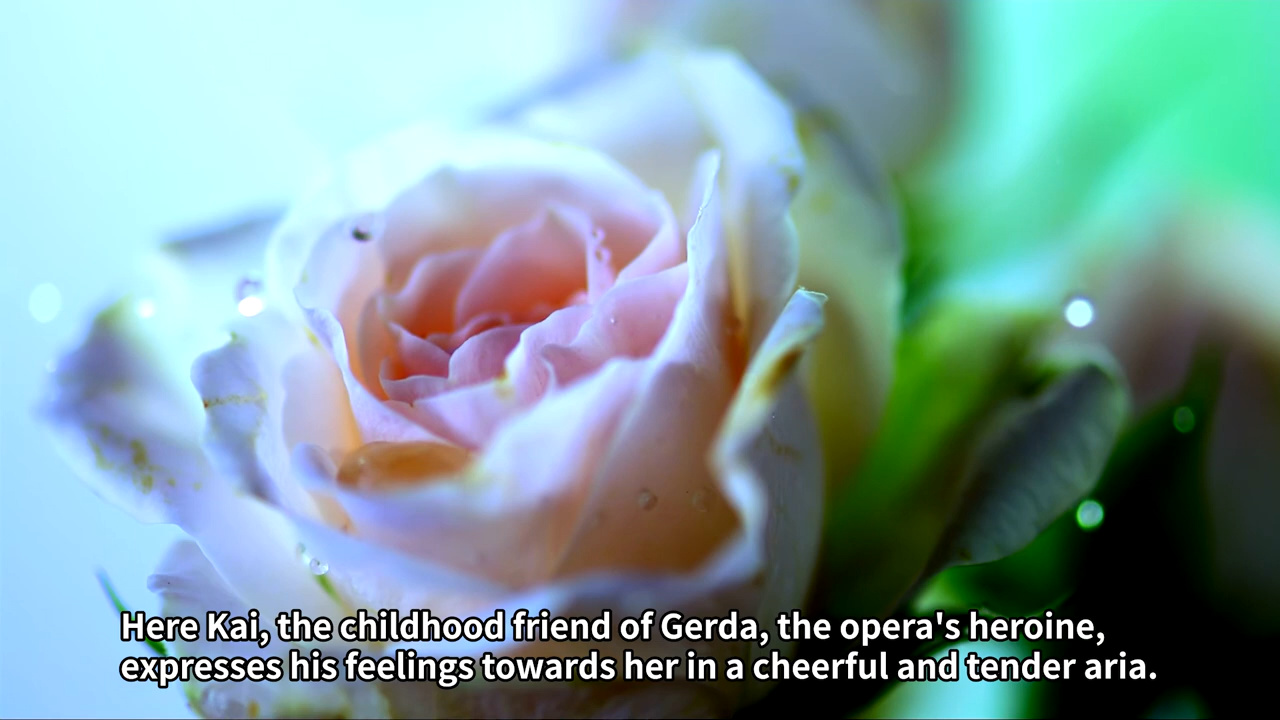 Here Kai, the childhood friend of Gerda, the opera's heroine,
expresses his feelings towards her in a cheerful and tender aria.